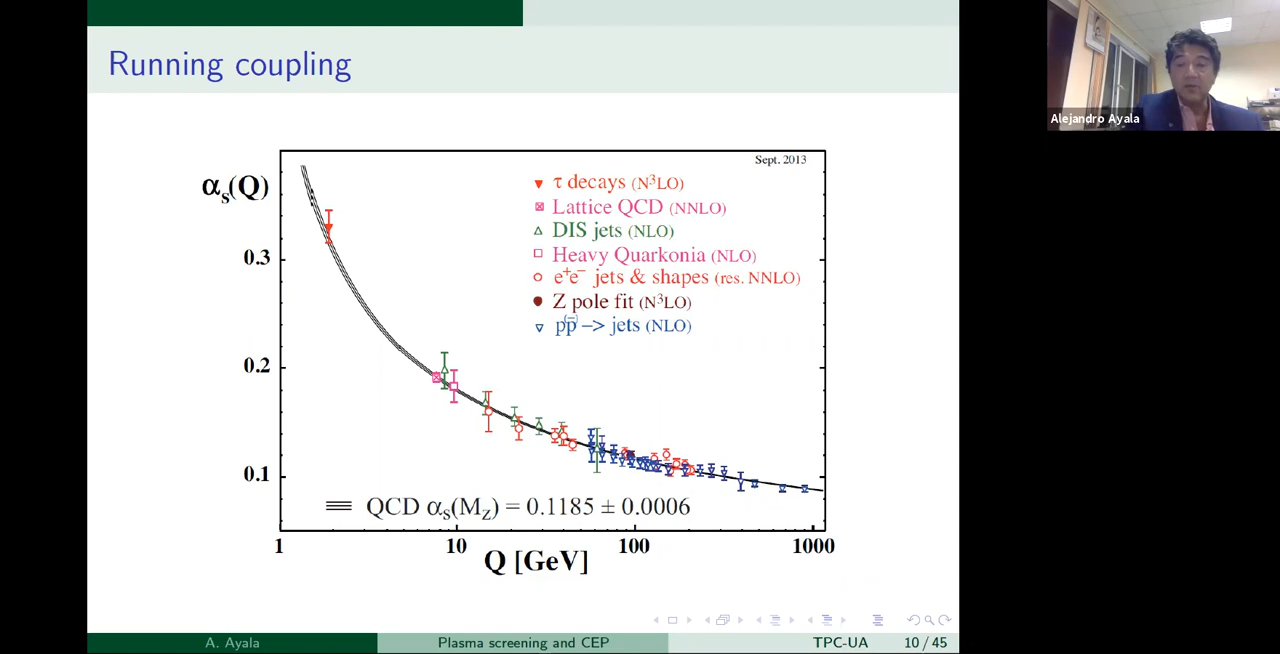 Running coupling
Alejandro Ayala
Sept. 2013
αs(Q)
τ decays (N³LO)
Lattice QCD (NNLO)
DIS jets (NLO)
Heavy Quarkonia (NLO)
e⁺e⁻ jets & shapes (res. NNLO)
Z pole fit (N³LO)
pp(–) –> jets (NLO)
0.3
0.2
0.1
QCD αs(Mz) = 0.1185 ± 0.0006
1 10 100 1000
Q [GeV]
A. Ayala Plasma screening and CEP TPC-UA 10 / 45